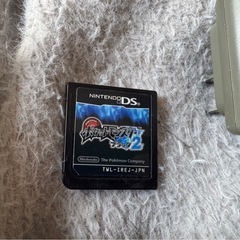 NINTENDO DS
ポケットモンスター
ブラック2
Nintendo The Pokémon Company
TWL-IREJ-JPN